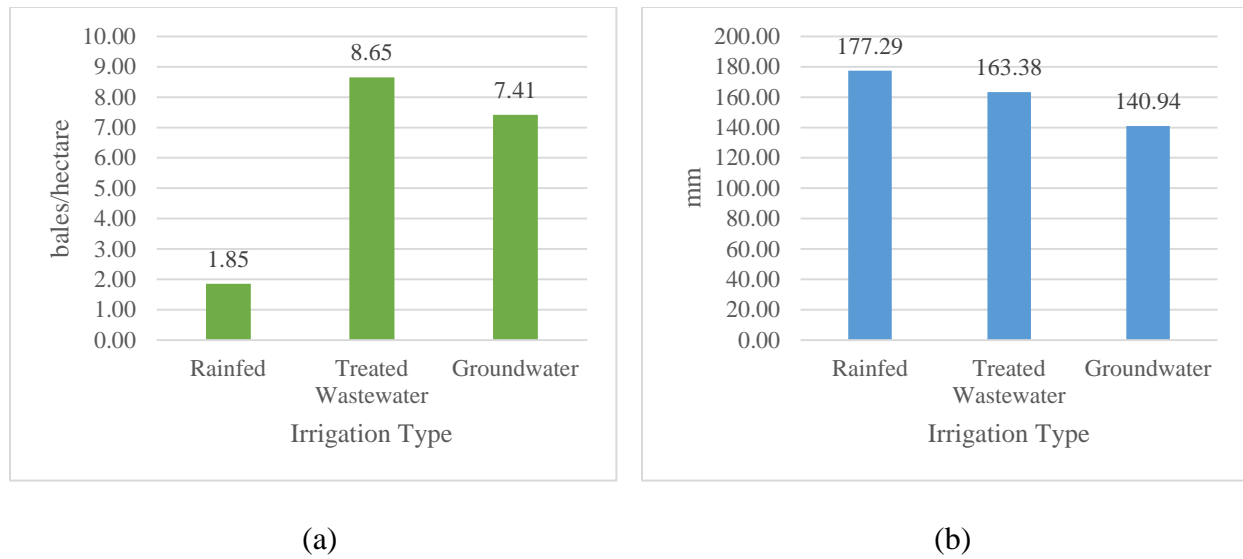 10.00
9.00
8.00
7.00
6.00
5.00
4.00
3.00
2.00
1.00
0.00
bales/hectare
1.85
8.65
7.41
Rainfed
Treated
Wastewater
Groundwater
Irrigation Type
(a)
200.00
180.00
160.00
140.00
120.00
100.00
80.00
60.00
40.00
20.00
0.00
mm
177.29
163.38
140.94
Rainfed
Treated
Wastewater
Groundwater
Irrigation Type
(b)